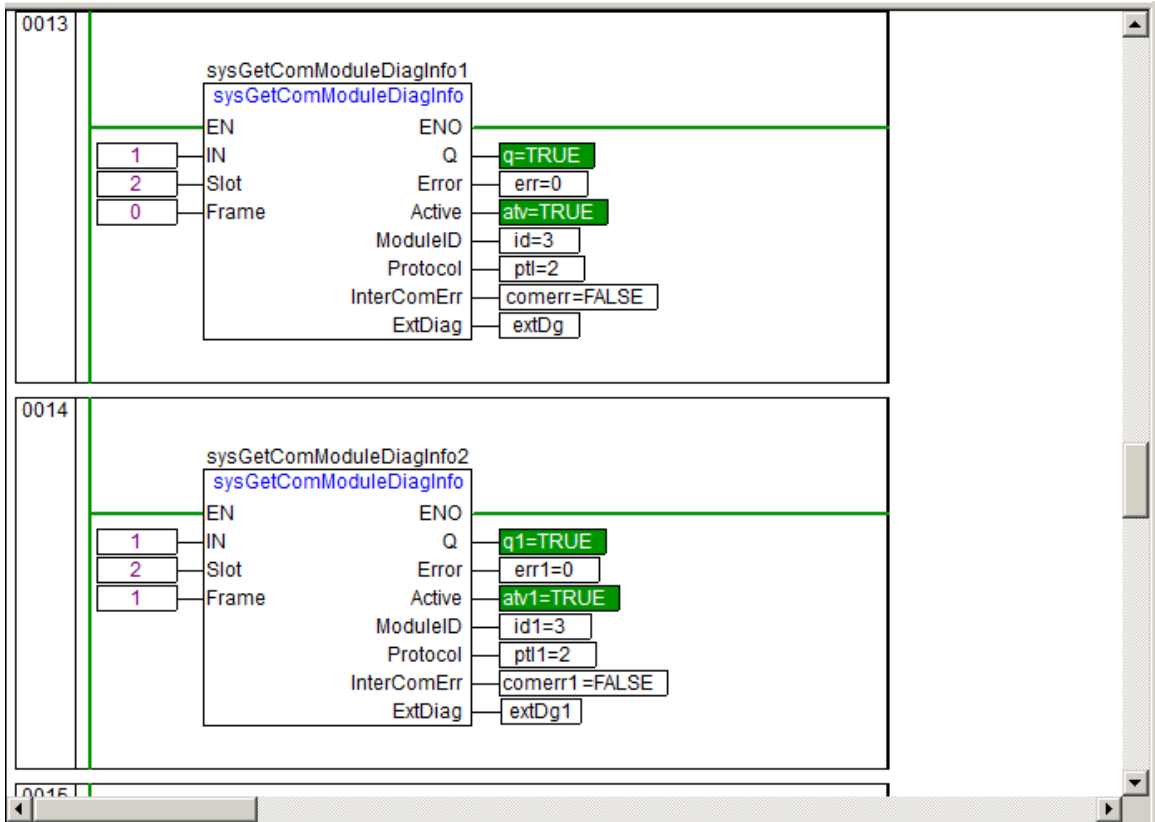 0013
sysGetComModuleDiagInfo1
sysGetComModuleDiagInfo
EN ENO
1 IN Q q=TRUE
2 Slot Error err=0
0 Frame Active atv=TRUE
ModuleID id=3
Protocol ptl=2
InterComErr comerr=FALSE
ExtDiag extDg
0014
sysGetComModuleDiagInfo2
sysGetComModuleDiagInfo
EN ENO
1 IN Q q1=TRUE
2 Slot Error err1=0
1 Frame Active atv1=TRUE
ModuleID id1=3
Protocol ptl1=2
InterComErr comerr1=FALSE
ExtDiag extDg1
0015